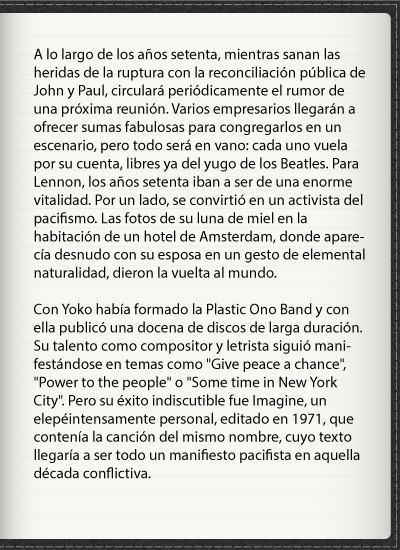 A lo largo de los años setenta, mientras sanan las
heridas de la ruptura con la reconciliación pública de
John y Paul, circulará periódicamente el rumor de
una próxima reunión. Varios empresarios llegarán a
ofrecer sumas fabulosas para congregarlos en un
escenario, pero todo será en vano: cada uno vuela
por su cuenta, libres ya del yugo de los Beatles. Para
Lennon, los años setenta iban a ser de una enorme
vitalidad. Por un lado, se convirtió en un activista del
pacifismo. Las fotos de su luna de miel en la
habitación de un hotel de Amsterdam, donde apare-
cía desnudo con su esposa en un gesto de elemental
naturalidad, dieron la vuelta al mundo.

Con Yoko había formado la Plastic Ono Band y con
ella publicó una docena de discos de larga duración.
Su talento como compositor y letrista siguió mani-
festándose en temas como "Give peace a chance",
"Power to the people" o "Some time in New York
City". Pero su éxito indiscutible fue Imagine, un
elepéintensamente personal, editado en 1971, que
contenía la canción del mismo nombre, cuyo texto
llegaría a ser todo un manifiesto pacifista en aquella
década conflictiva.